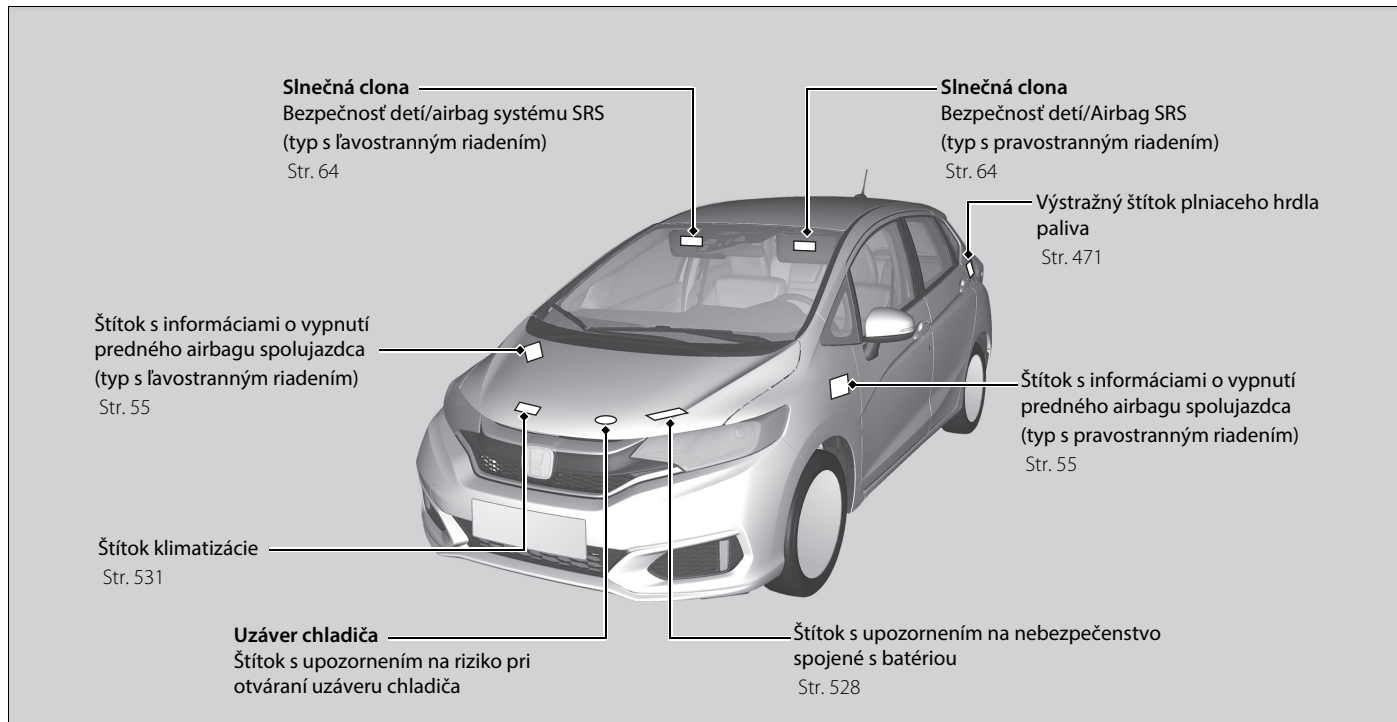 Slnečná clona
Bezpečnosť detí/airbag systému SRS
(typ s ľavostranným riadením)
Str. 64
Slnečná clona
Bezpečnosť detí/Airbag SRS
(typ s pravostranným riadením)
Str. 64
Výstražný štítok plniaceho hrdla
paliva
Str. 471
Štítok s informáciami o vypnutí
predného airbagu spolujazdca
(typ s ľavostranným riadením)
Str. 55
Štítok s informáciami o vypnutí
predného airbagu spolujazdca
(typ s pravostranným riadením)
Str. 55
Štítok klimatizácie
Str. 531
Uzáver chladiča
Štítok s upozornením na riziko pri
otváraní uzáveru chladiča
Štítok s upozornením na nebezpečenstvo
spojené s batériou
Str. 528